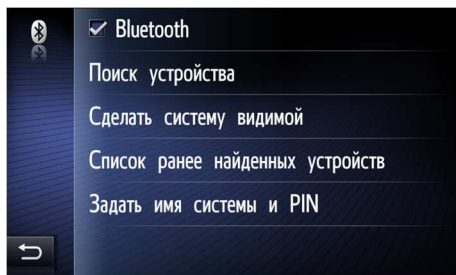 Bluetooth
Поиск устройства
Сделать систему видимой
Список ранее найденных устройств
Задать имя системы и PIN